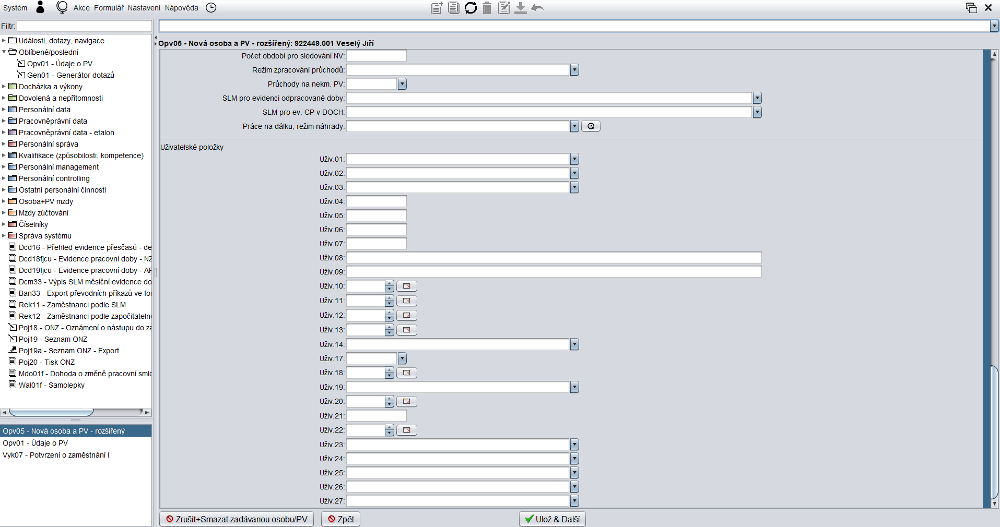 Systém Akce Formulář Nastavení Nápověda
Filtr:
Události, dotazy, navigace
Oblíbené/poslední
Opv01 - Údaje o PV
Gen01 - Generátor dotazů
Docházka a výkony
Dovolená a nepřítomnosti
Personální data
Pracovněprávní data
Pracovněprávní data - etalon
Personální správa
Kvalifikace (způsobilosti, kompetence)
Personální management
Personální controlling
Ostatní personální činnosti
Osoba+PV mzdy
Mzdy zúčtování
Číselníky
Správa systému
Dcd16 - Přehled evidence přesčasů - de
Dcd18fjcu - Evidence pracovní doby - NZ
Dcd19fjcu - Evidence pracovní doby - AF
Dcm33 - Výpis SLM měsíční evidence do
Ban33 - Export převodních příkazů ve for
Rek11 - Zaměstnanci podle SLM
Rek12 - Zaměstnanci podle započitateln
Poj18 - ONZ - Oznámení o nástupu do za
Poj19 - Seznam ONZ
Poj19a - Seznam ONZ - Export
Poj20 - Tisk ONZ
Mdo01f - Dohoda o změně pracovní smlo
Wal01f - Samolepky
Opv05 - Nová osoba a PV - rozšířený
Opv01 - Údaje o PV
Vyk07 - Potvrzení o zaměstnání I
Opv05 - Nová osoba a PV - rozšířený: 922449.001 Veselý Jiří
Počet období pro sledování NV:
Režim zpracování průchodů:
Průchody na nekm. PV:
SLM pro evidenci odpracované doby:
SLM pro ev. CP v DOCH:
Práce na dálku, režim náhrady:
Uživatelské položky
Uživ.01:
Uživ.02:
Uživ.03:
Uživ.04:
Uživ.05:
Uživ.06:
Uživ.07:
Uživ.08:
Uživ.09:
Uživ.10:
Uživ.11:
Uživ.12:
Uživ.13:
Uživ.14:
Uživ.17:
Uživ.18:
Uživ.19:
Uživ.20:
Uživ.21:
Uživ.22:
Uživ.23:
Uživ.24:
Uživ.25:
Uživ.26:
Uživ.27:
Zrušit+Smazat zadávanou osobu/PV Zpět Ulož & Další